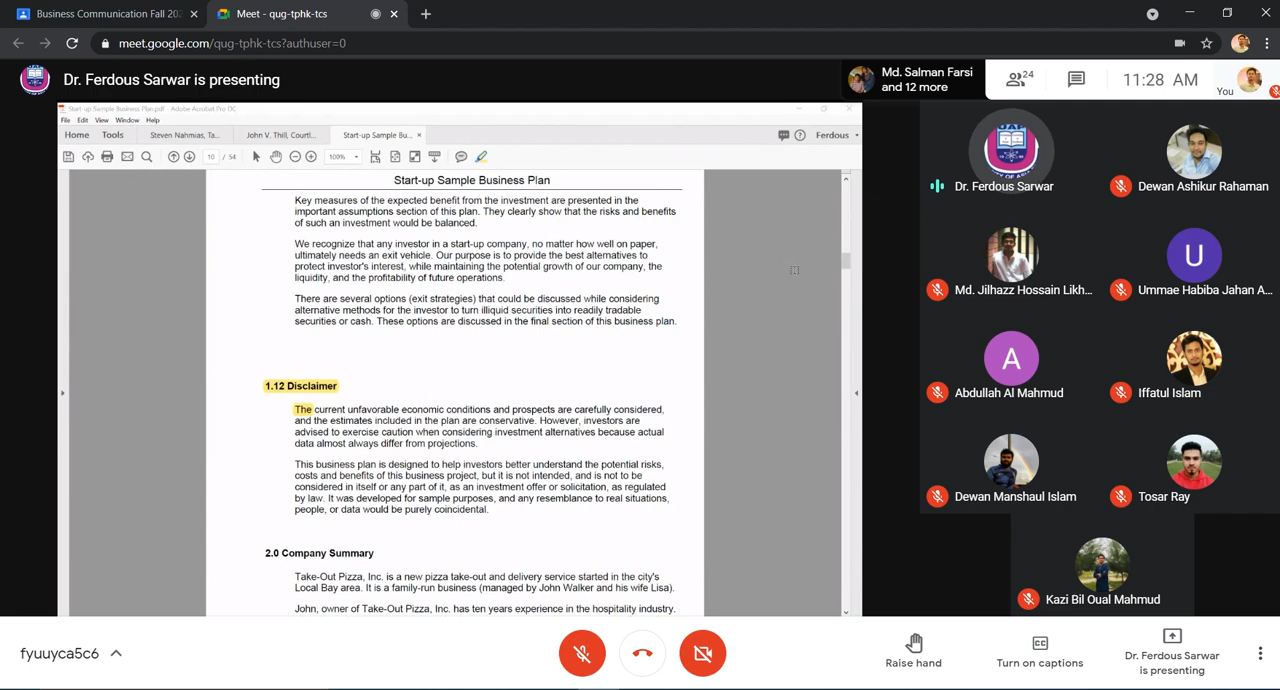 Business Communication Fall 202
Meet - qug-tphk-tcs
meet.google.com/qug-tphk-tcs?authuser=0
Dr. Ferdous Sarwar is presenting
Md. Salman Farsi
and 12 more
24
11:28 AM
You
Start-up Sample Business Plan.pdf - Adobe Acrobat Pro DC
File Edit View Window Help
Home Tools Steven Nahmias, Ta... John V. Thill, Courtl... Start-up Sample Bu... × Ferdous
10 / 54 100%
Start-up Sample Business Plan
Key measures of the expected benefit from the investment are presented in the
important assumptions section of this plan. They clearly show that the risks and benefits
of such an investment would be balanced.
We recognize that any investor in a start-up company, no matter how well on paper,
ultimately needs an exit vehicle. Our purpose is to provide the best alternatives to
protect investor's interest, while maintaining the potential growth of our company, the
liquidity, and the profitability of future operations.
There are several options (exit strategies) that could be discussed while considering
alternative methods for the investor to turn illiquid securities into readily tradable
securities or cash. These options are discussed in the final section of this business plan.
1.12 Disclaimer
The current unfavorable economic conditions and prospects are carefully considered,
and the estimates included in the plan are conservative. However, investors are
advised to exercise caution when considering investment alternatives because actual
data almost always differ from projections.
This business plan is designed to help investors better understand the potential risks,
costs and benefits of this business project, but it is not intended, and is not to be
considered in itself or any part of it, as an investment offer or solicitation, as regulated
by law. It was developed for sample purposes, and any resemblance to real situations,
people, or data would be purely coincidental.
2.0 Company Summary
Take-Out Pizza, Inc. is a new pizza take-out and delivery service started in the city's
Local Bay area. It is a family-run business (managed by John Walker and his wife Lisa).
John, owner of Take-Out Pizza, Inc. has ten years experience in the hospitality industry.
Dr. Ferdous Sarwar
Dewan Ashikur Rahaman
Md. Jilhazz Hossain Likh...
U
Ummae Habiba Jahan A...
A
Abdullah Al Mahmud
Iffatul Islam
Dewan Manshaul Islam
Tosar Ray
Kazi Bil Oual Mahmud
fyuuyca5c6
Raise hand
Turn on captions
Dr. Ferdous Sarwar
is presenting